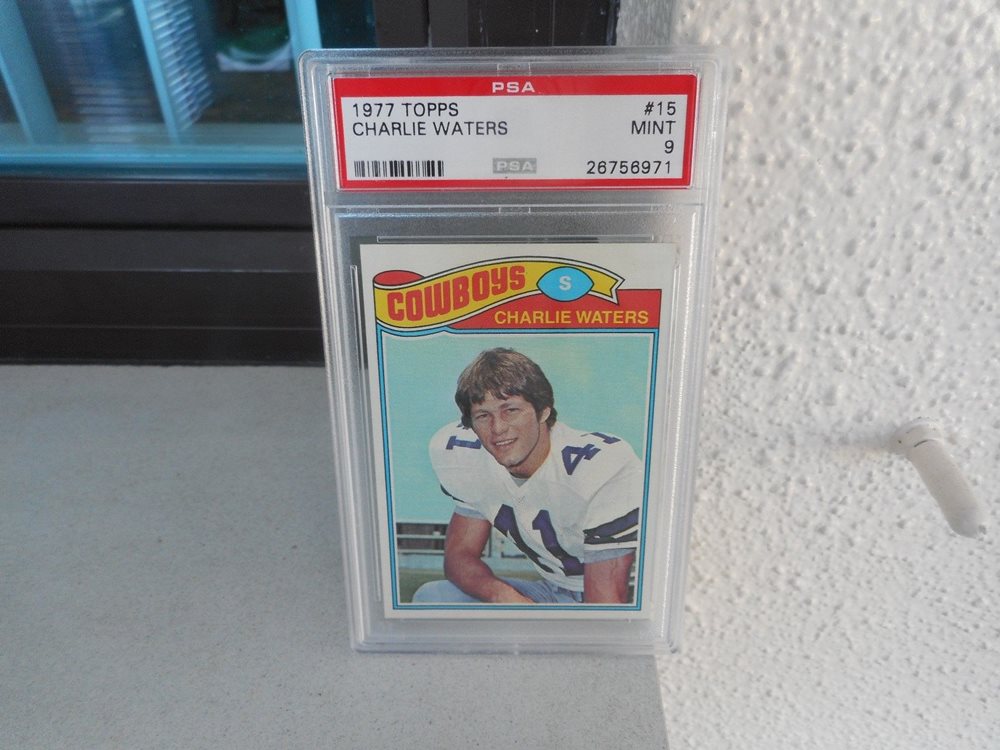 PSA
1977 TOPPS #15
CHARLIE WATERS MINT
9
PSA 26756971
COWBOYS S
CHARLIE WATERS
41
41